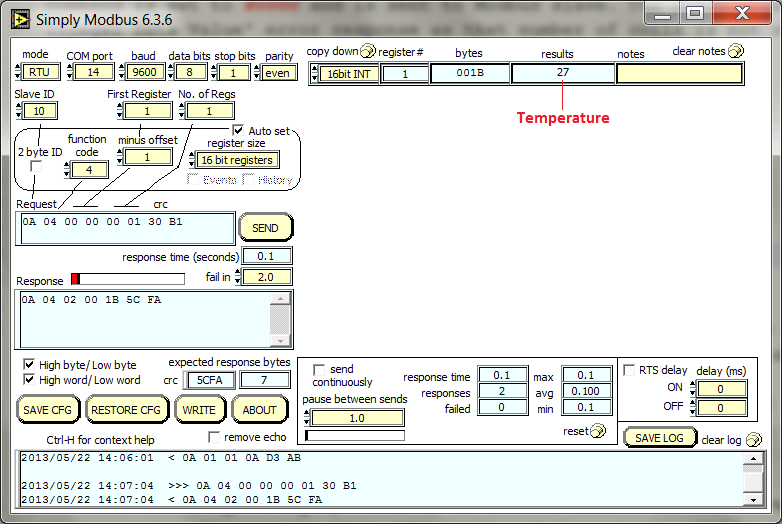 Simply Modbus 6.3.6
mode COM port baud data bits stop bits parity
RTU 14 9600 8 1 even
copy down register # bytes results notes clear notes
16bit INT 1 001B 27
Temperature
Slave ID First Register No. of Regs
10 1 1
Auto set
2 byte ID function code minus offset register size
4 1 16 bit registers
Events History
Request crc
0A 04 00 00 00 01 30 B1
SEND
response time (seconds) 0.1
Response fail in 2.0
0A 04 02 00 1B 5C FA
High byte/Low byte
High word/Low word
expected response bytes
crc 5CFA 7
SAVE CFG RESTORE CFG WRITE ABOUT
Ctrl-H for context help remove echo
send continuously
pause between sends
1.0
response time 0.1 max 0.1
responses 2 avg 0.100
failed 0 min 0.1
reset
RTS delay delay (ms)
ON 0
OFF 0
SAVE LOG clear log
2013/05/22 14:06:01 < 0A 01 01 0A D3 AB
2013/05/22 14:07:04 >>> 0A 04 00 00 00 01 30 B1
2013/05/22 14:07:04 < 0A 04 02 00 1B 5C FA